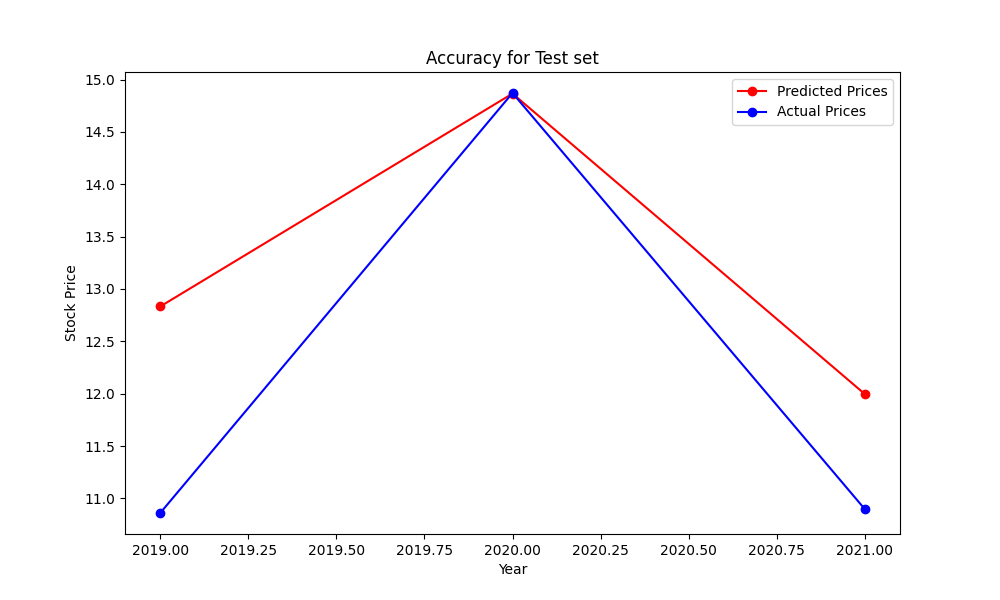 Accuracy for Test set
Predicted Prices
Actual Prices
15.0
14.5
14.0
13.5
13.0
12.5
12.0
11.5
11.0
Stock Price
2019.00 2019.25 2019.50 2019.75 2020.00 2020.25 2020.50 2020.75 2021.00
Year